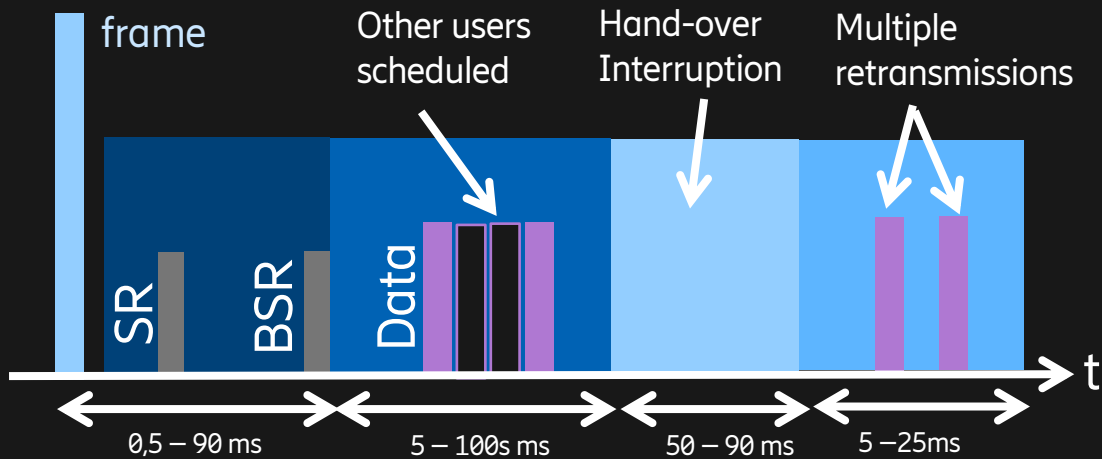 frame
Other users
scheduled
Hand-over
Interruption
Multiple
retransmissions
SR
BSR
Data
t
0,5 – 90 ms
5 – 100s ms
50 – 90 ms
5 –25ms